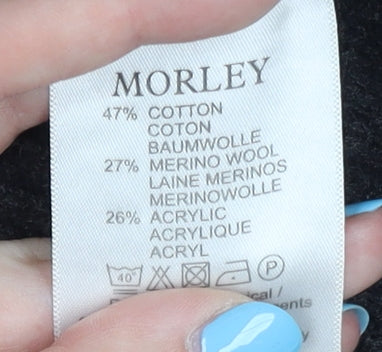 MORLEY
47% COTTON
COTON
BAUMWOLLE
27% MERINO WOOL
LAINE MERINOS
MERINOWOLLE
26% ACRYLIC
ACRYLIQUE
ACRYL
40° P